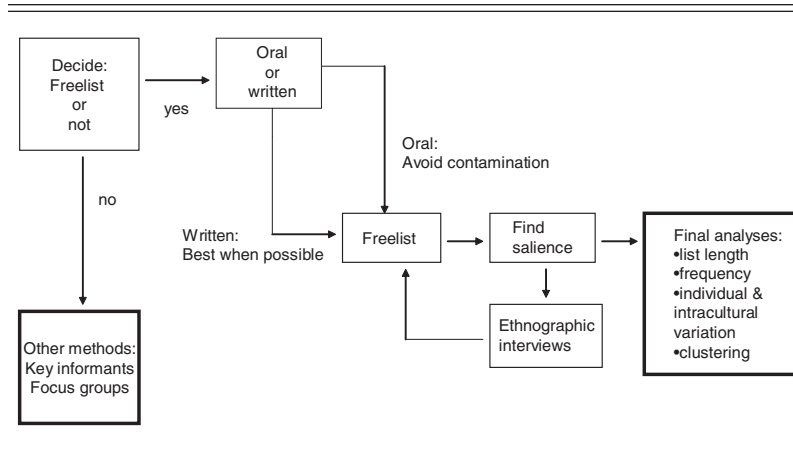 Decide:
Freelist
or
not
yes
no
Oral
or
written
Oral:
Avoid contamination
Written:
Best when possible
Freelist
Find
salience
Ethnographic
interviews
Final analyses:
•list length
•frequency
•individual &
intracultural
variation
•clustering
Other methods:
Key informants
Focus groups